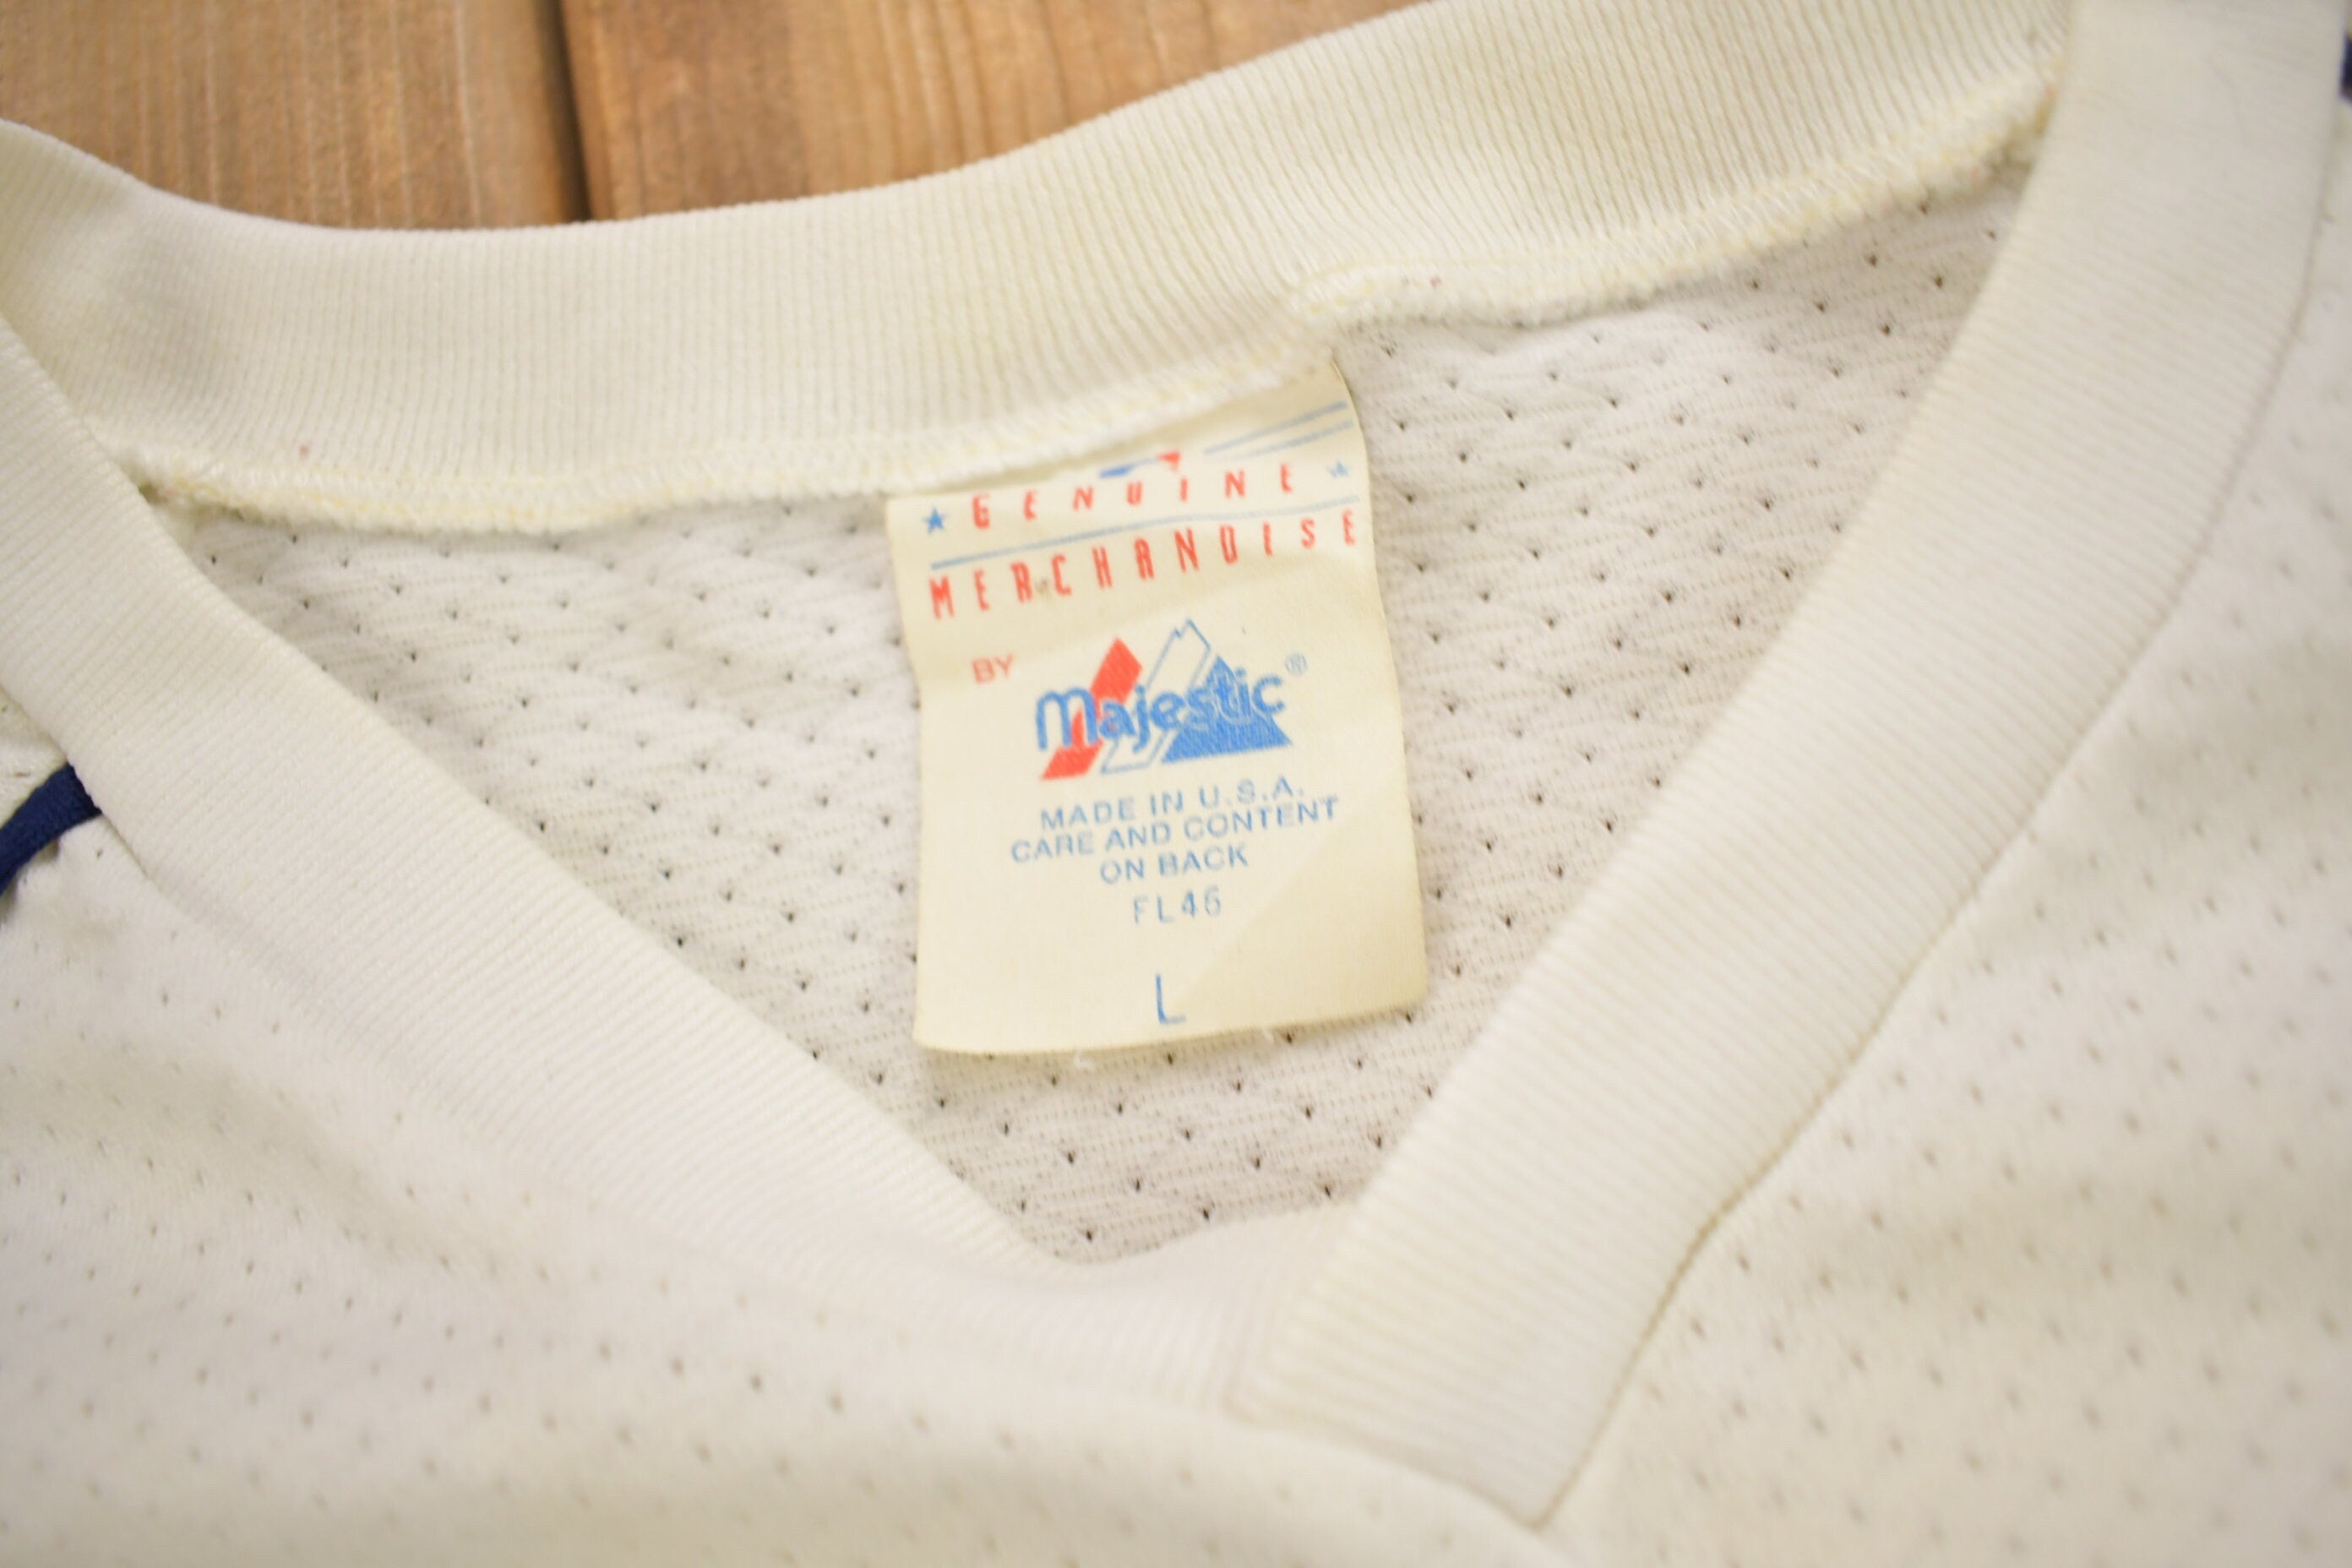 GENUINE
MERCHANDISE
BY
Majestic®
MADE IN U.S.A.
CARE AND CONTENT
ON BACK
FL46
L